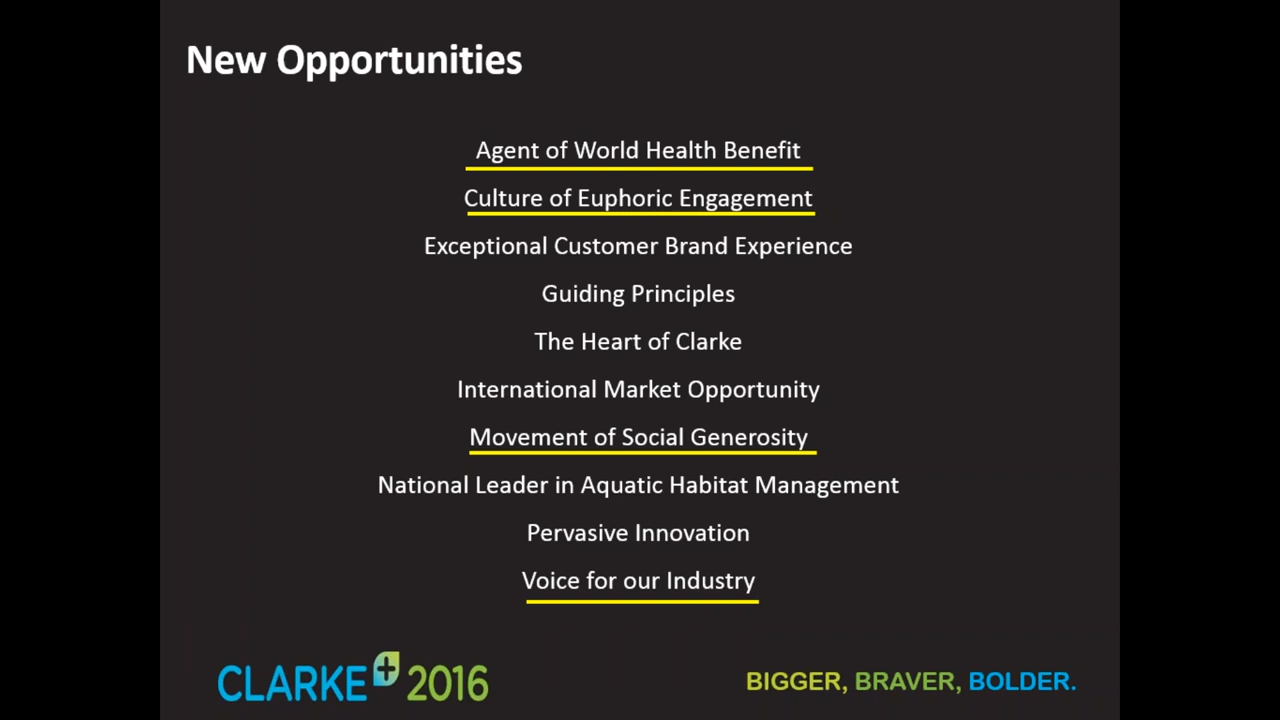 New Opportunities
Agent of World Health Benefit
Culture of Euphoric Engagement
Exceptional Customer Brand Experience
Guiding Principles
The Heart of Clarke
International Market Opportunity
Movement of Social Generosity
National Leader in Aquatic Habitat Management
Pervasive Innovation
Voice for our Industry
CLARKE+ 2016
BIGGER, BRAVER, BOLDER.